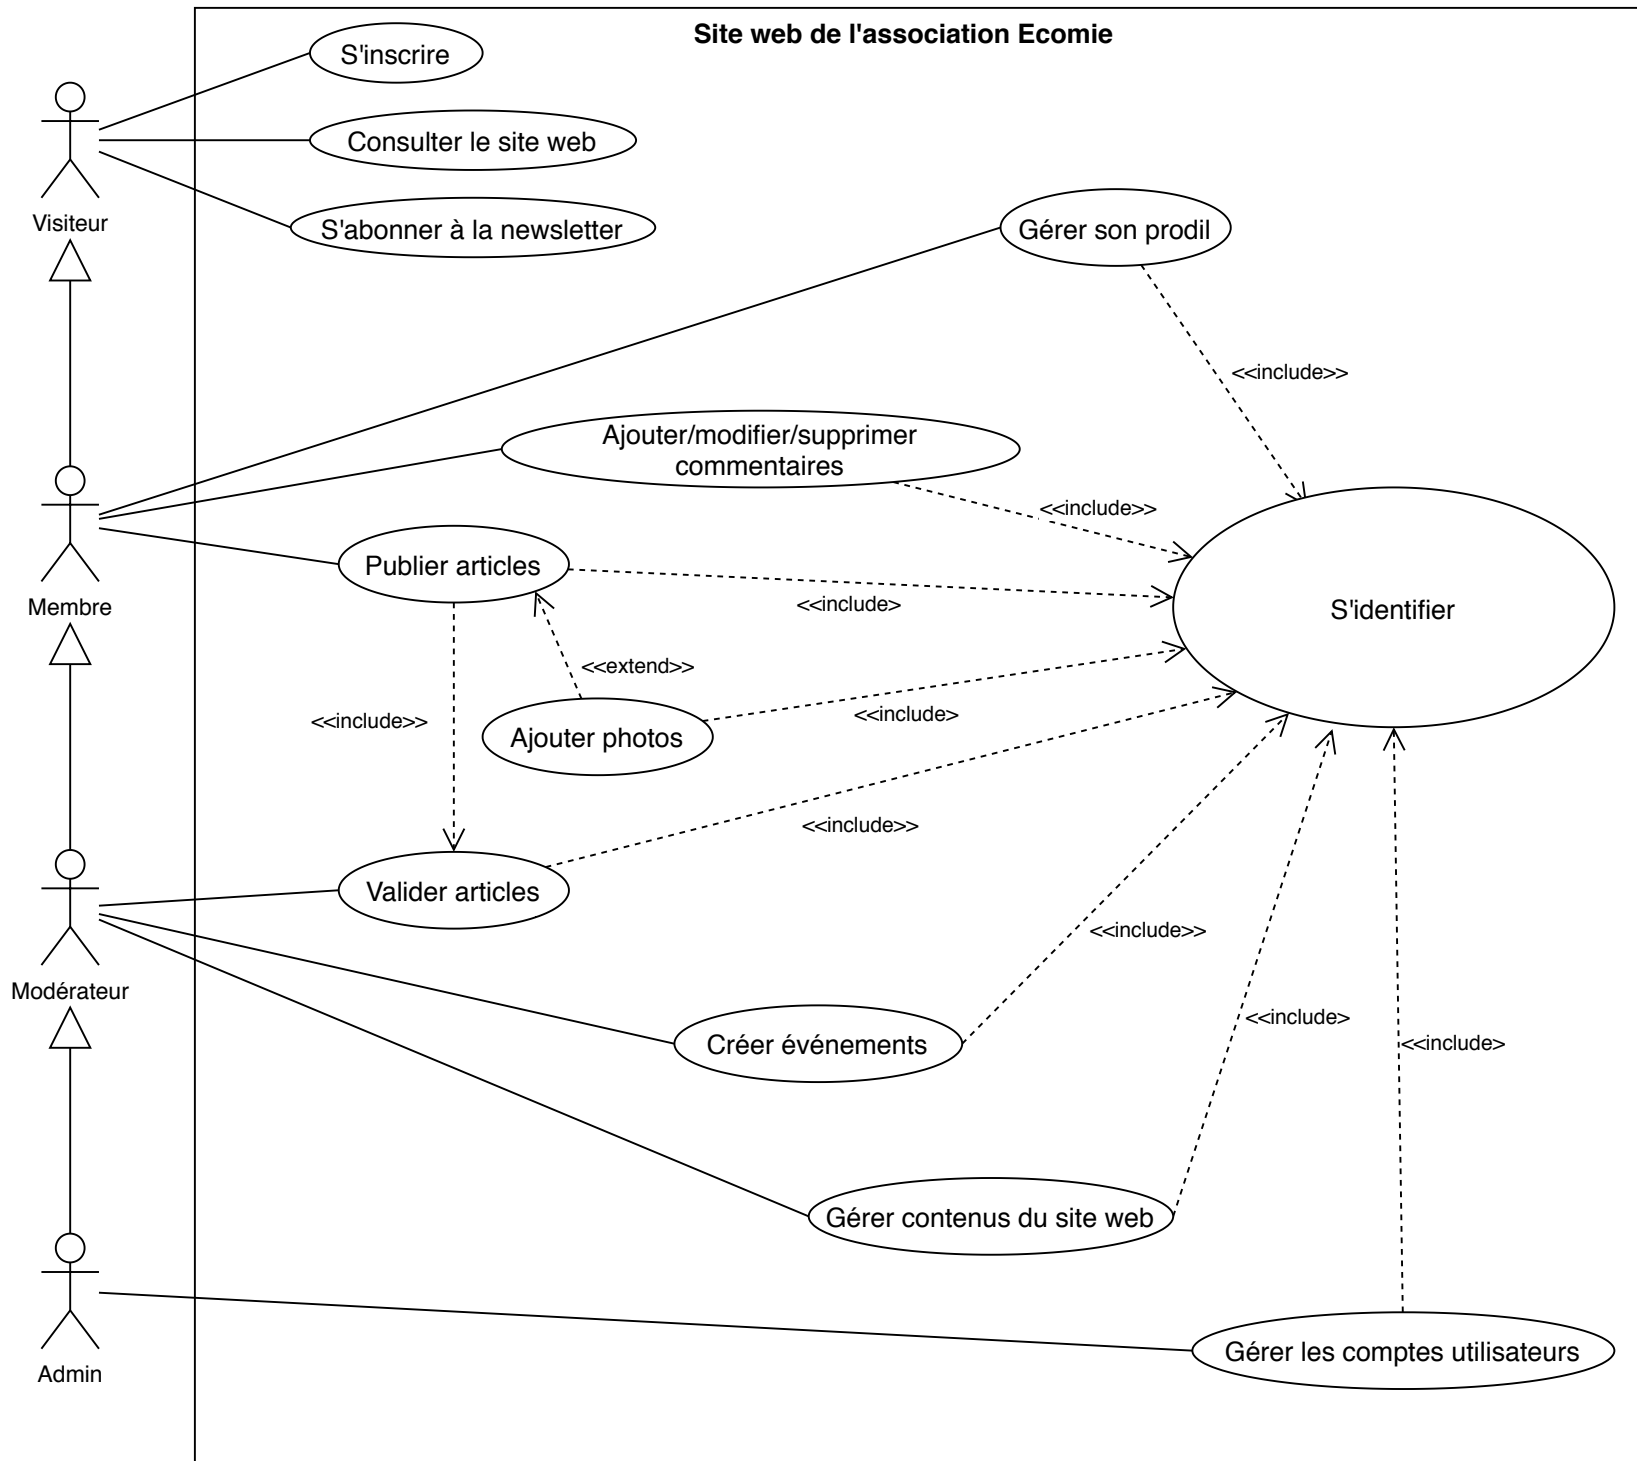 Site web de l'association Ecomie
S'inscrire
Consulter le site web
S'abonner à la newsletter
Visiteur
Gérer son prodil
<<include>>
Ajouter/modifier/supprimer
commentaires
<<include>>
Publier articles
<<include>
S'identifier
Membre
<<extend>>
<<include>>
Ajouter photos
<<include>
<<include>>
Valider articles
<<include>>
Modérateur
Créer événements
<<include>
<<include>
Gérer contenus du site web
Gérer les comptes utilisateurs
Admin